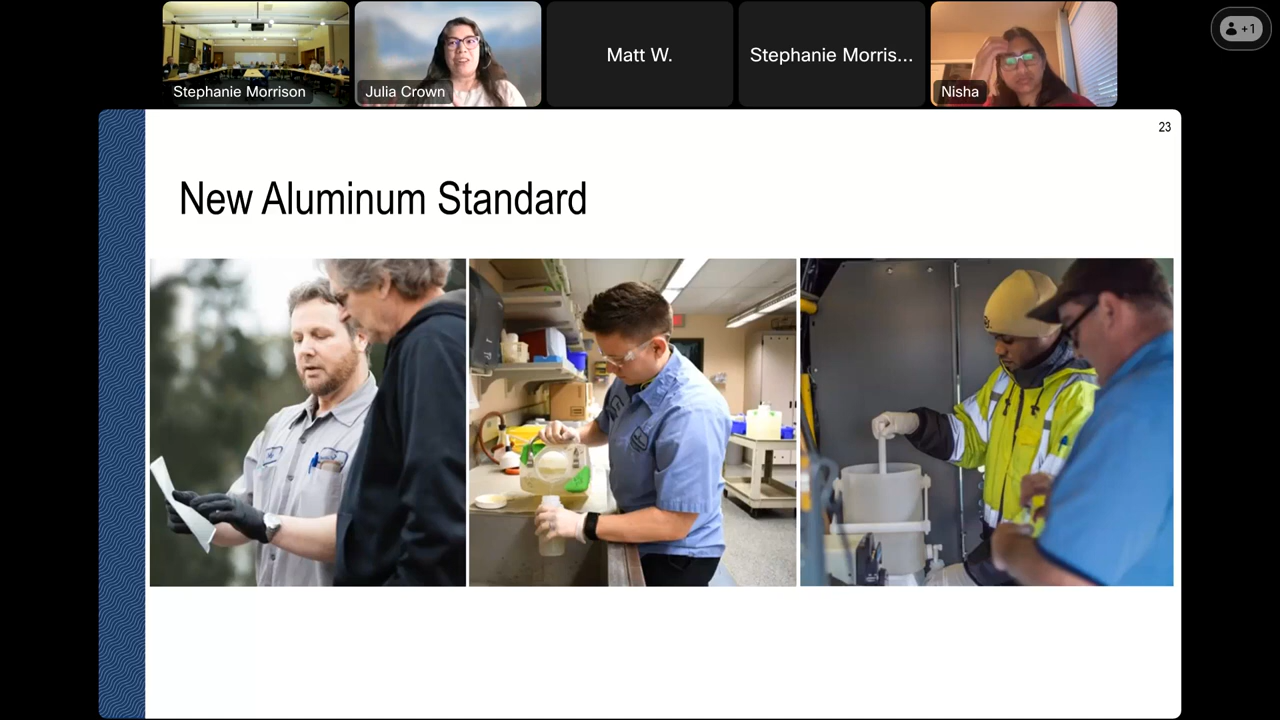 Stephanie Morrison
Julia Crown
Matt W.
Stephanie Morris...
Nisha
+1
23
New Aluminum Standard